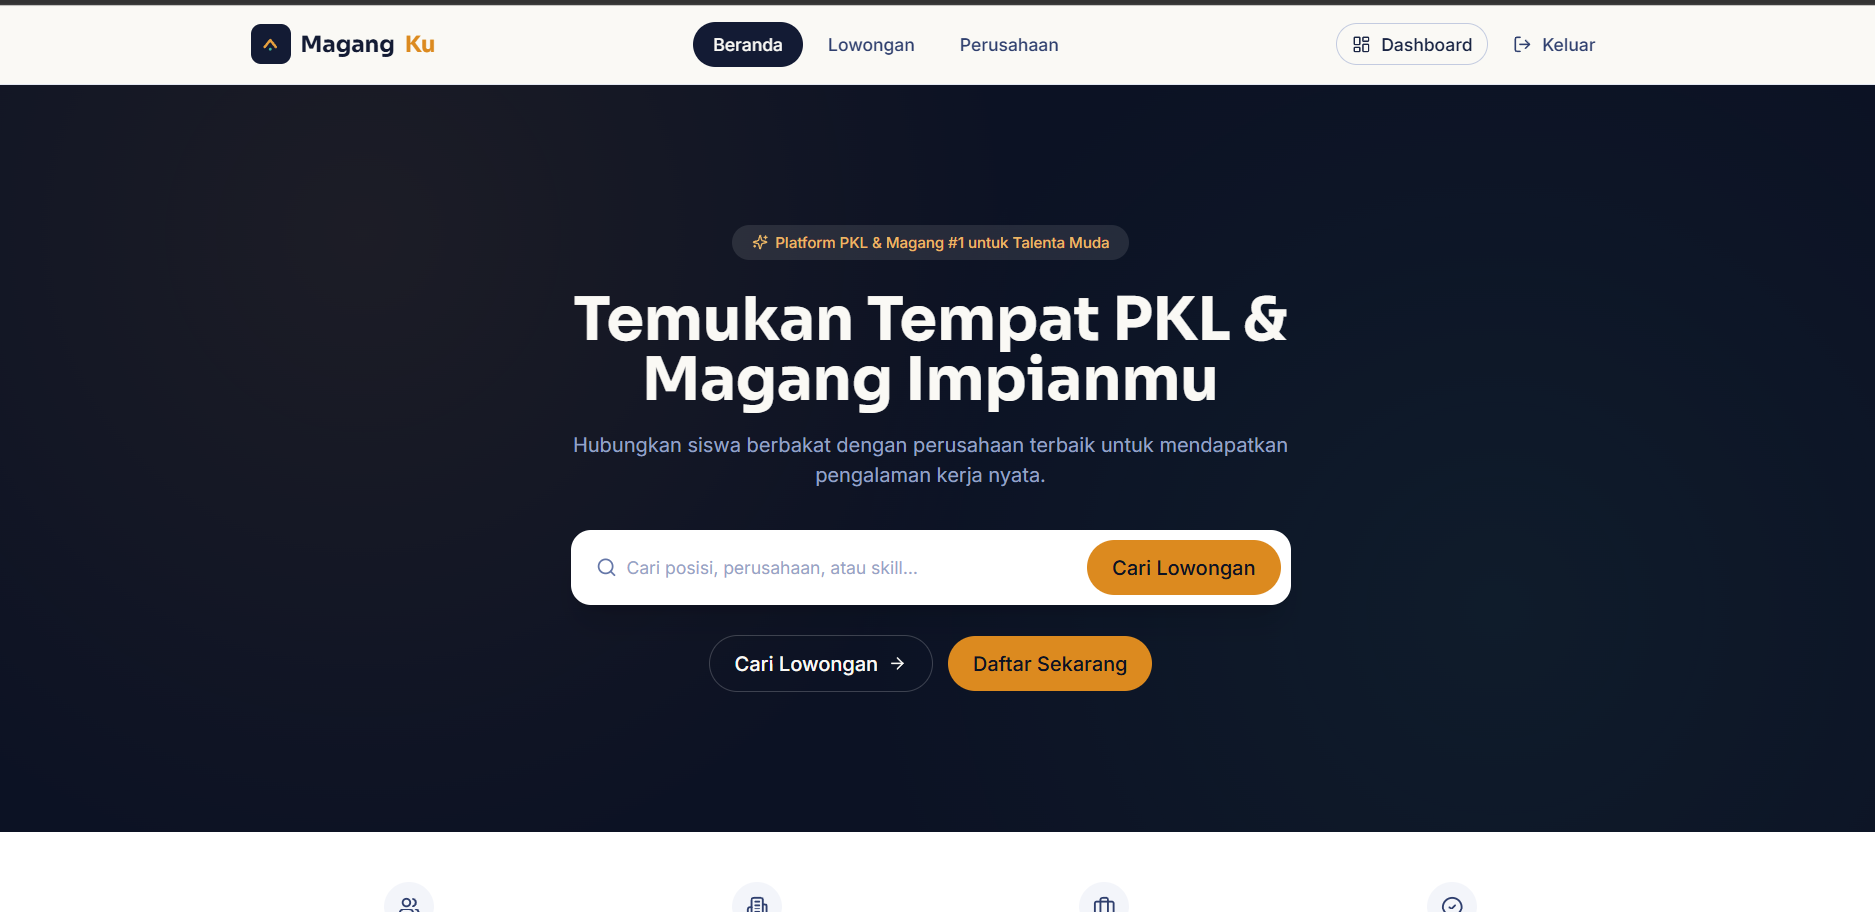 Magang Ku
Beranda
Lowongan
Perusahaan
Dashboard
Keluar
Platform PKL & Magang #1 untuk Talenta Muda
Temukan Tempat PKL &
Magang Impianmu
Hubungkan siswa berbakat dengan perusahaan terbaik untuk mendapatkan
pengalaman kerja nyata.
Cari posisi, perusahaan, atau skill...
Cari Lowongan
Cari Lowongan →
Daftar Sekarang